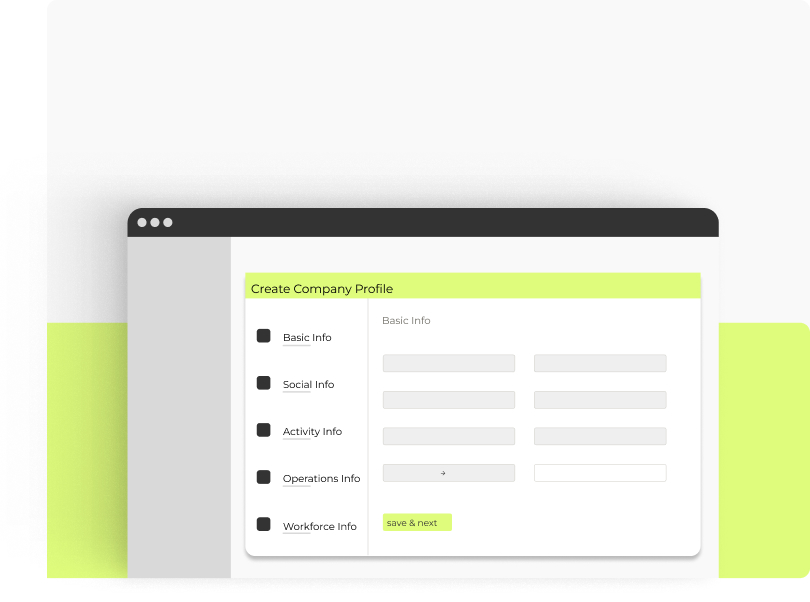 Create Company Profile
Basic Info
Basic Info
Social Info
Activity Info
Operations Info
Workforce Info
→
save & next